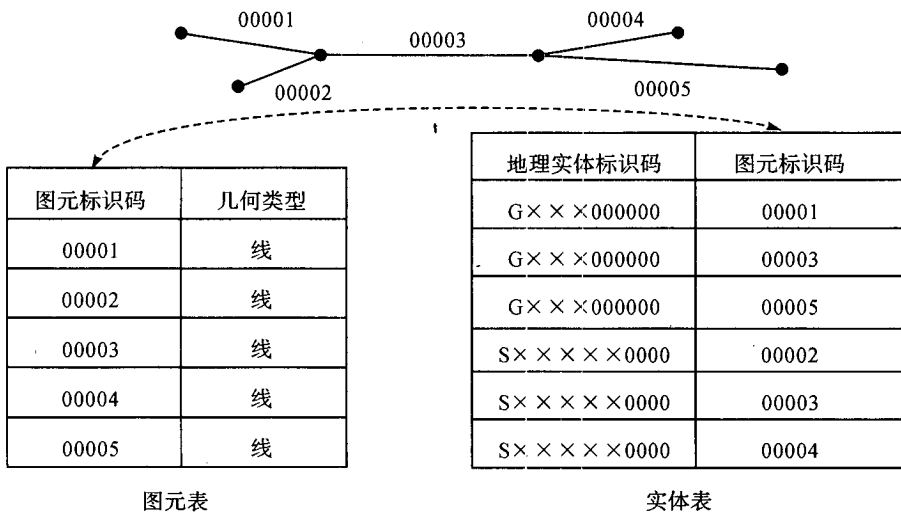 00001
00004
00003
00002
00005
图元标识码 几何类型
00001 线
00002 线
00003 线
00004 线
00005 线
图元表
地理实体标识码 图元标识码
G×××000000 00001
G×××000000 00003
G×××000000 00005
S×××××0000 00002
S×××××0000 00003
S×××××0000 00004
实体表